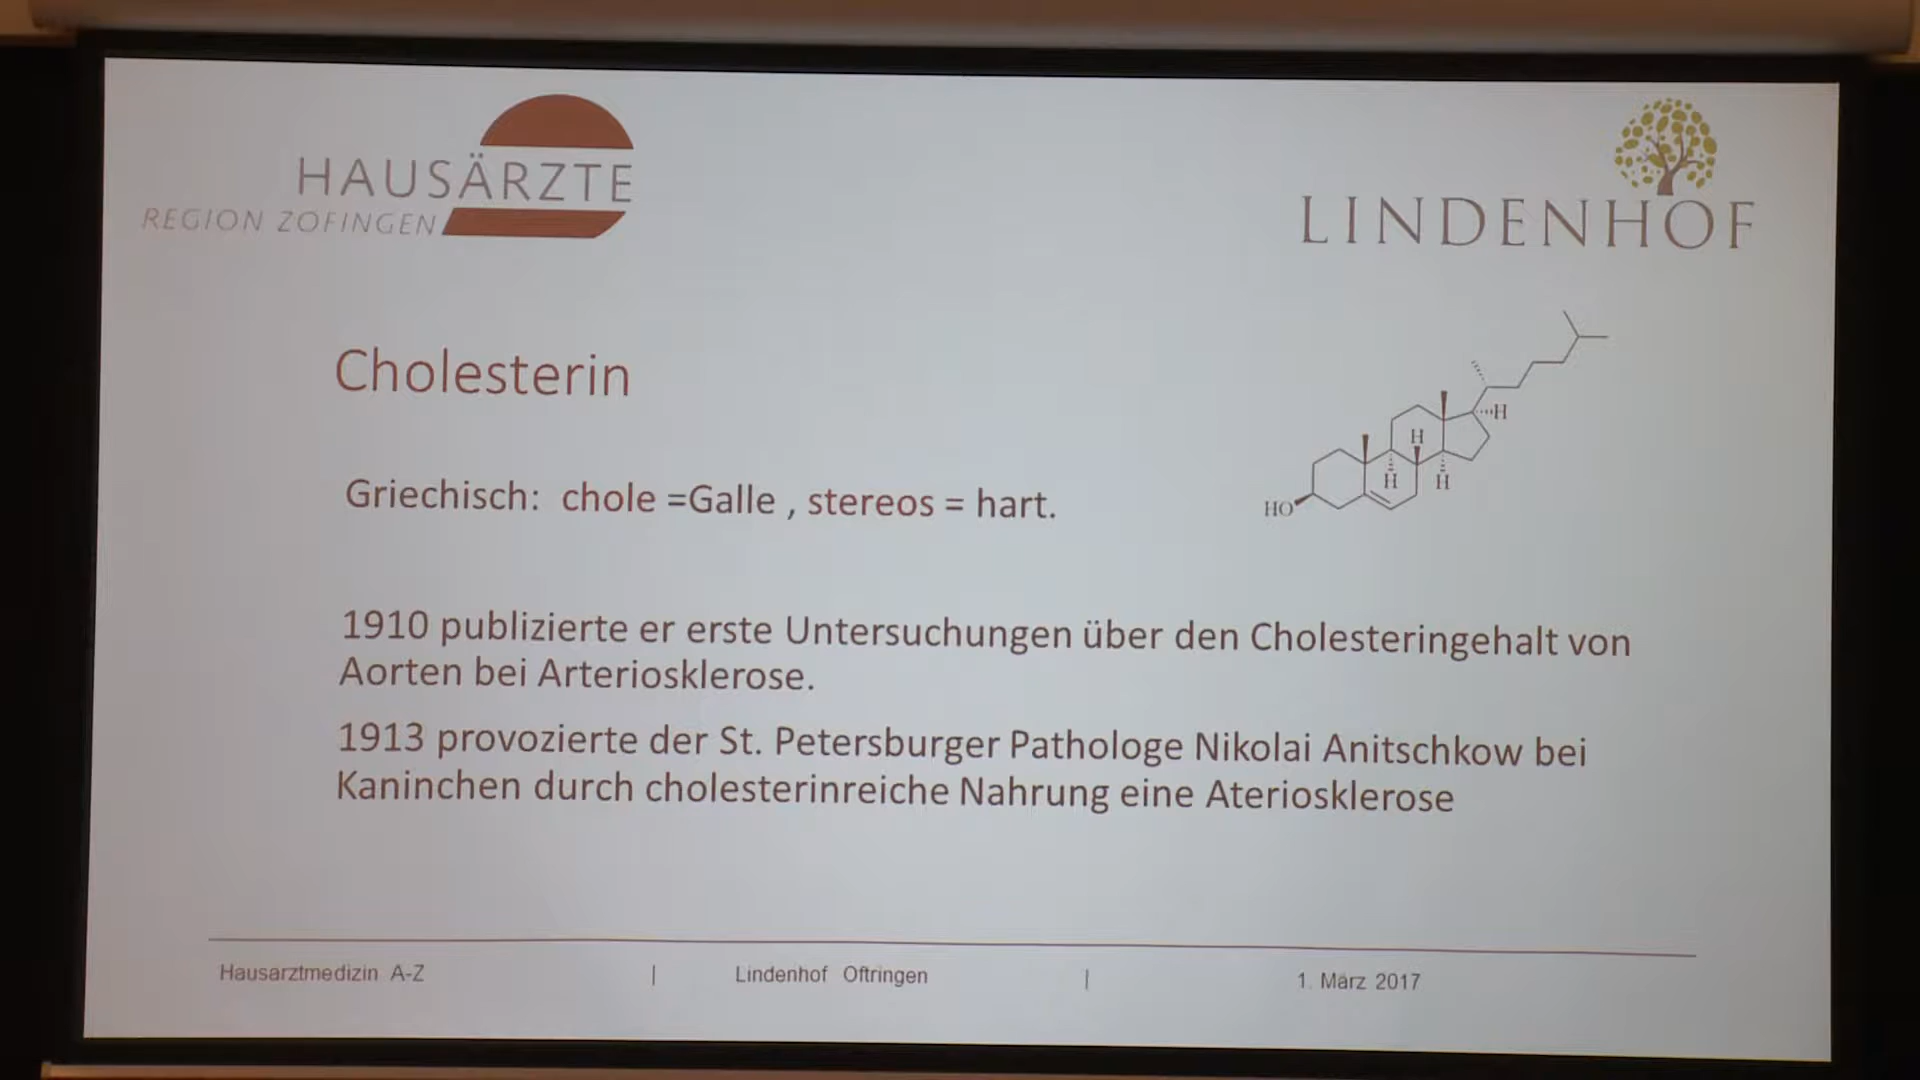 HAUSÄRZTE
REGION ZOFINGEN
LINDENHOF
Cholesterin
Griechisch: chole =Galle , stereos = hart.
H
H
H
H
HO
1910 publizierte er erste Untersuchungen über den Cholesteringehalt von
Aorten bei Arteriosklerose.
1913 provozierte der St. Petersburger Pathologe Nikolai Anitschkow bei
Kaninchen durch cholesterinreiche Nahrung eine Ateriosklerose
Hausarztmedizin A-Z | Lindenhof Oftringen | 1. März 2017